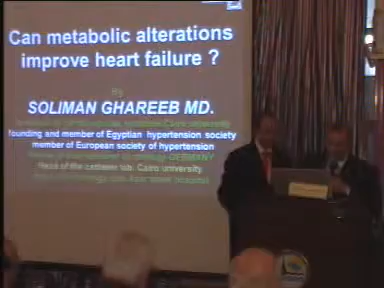 Can metabolic alterations
improve heart failure ?
By
SOLIMAN GHAREEB MD.
founding and member of Egyptian hypertension society
member of European society of hypertension
GERMANY
Head of the catheter lab. Cairo university